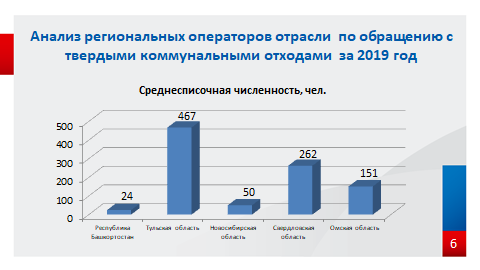 Анализ региональных операторов отрасли по обращению с
твердыми коммунальными отходами за 2019 год
Среднесписочная численность, чел.
500
400
300
200
100
0
24
467
50
262
151
Республика
Башкортостан
Тульская область
Новосибирская
область
Свердловская
область
Омская область
6